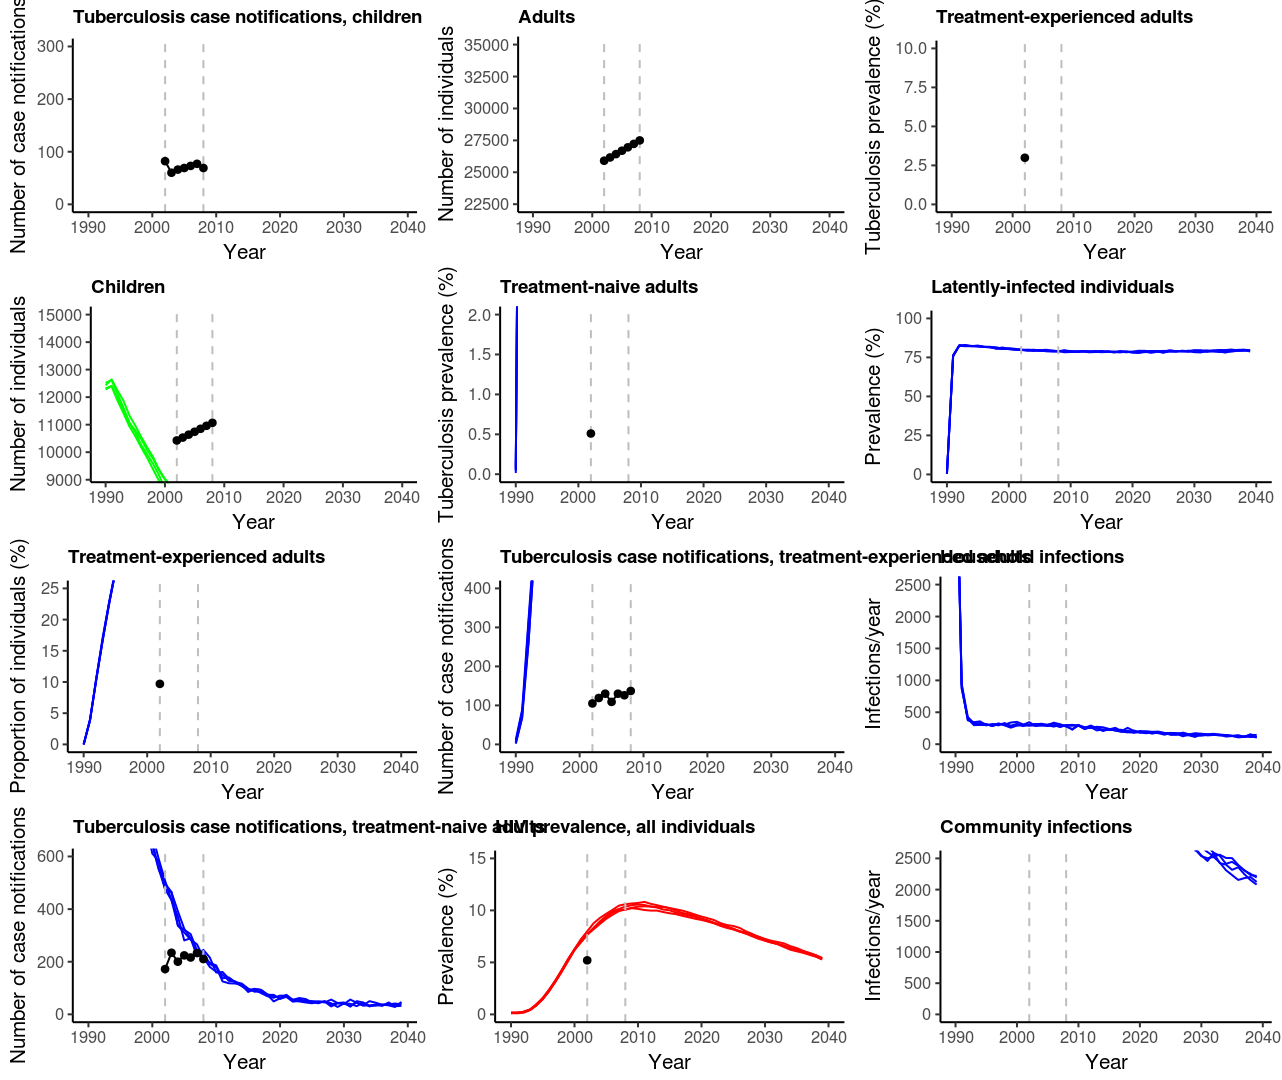 Tuberculosis case notifications, children
Number of case notifications
300
200
100
0
1990 2000 2010 2020 2030 2040
Year
Adults
Number of individuals
35000
32500
30000
27500
25000
22500
1990 2000 2010 2020 2030 2040
Year
Treatment-experienced adults
Tuberculosis prevalence (%)
10.0
7.5
5.0
2.5
0.0
1990 2000 2010 2020 2030 2040
Year
Children
Number of individuals
15000
14000
13000
12000
11000
10000
9000
1990 2000 2010 2020 2030 2040
Year
Treatment-naive adults
Tuberculosis prevalence (%)
2.0
1.5
1.0
0.5
0.0
1990 2000 2010 2020 2030 2040
Year
Latently-infected individuals
Prevalence (%)
100
75
50
25
0
1990 2000 2010 2020 2030 2040
Year
Treatment-experienced adults
Proportion of individuals (%)
25
20
15
10
5
0
1990 2000 2010 2020 2030 2040
Year
Tuberculosis case notifications, treatment-experienced adults
Number of case notifications
400
300
200
100
0
1990 2000 2010 2020 2030 2040
Year
Household infections
Infections/year
2500
2000
1500
1000
500
0
1990 2000 2010 2020 2030 2040
Year
Tuberculosis case notifications, treatment-naive adults
Number of case notifications
600
400
200
0
1990 2000 2010 2020 2030 2040
Year
HIV prevalence, all individuals
Prevalence (%)
15
10
5
0
1990 2000 2010 2020 2030 2040
Year
Community infections
Infections/year
2500
2000
1500
1000
500
0
1990 2000 2010 2020 2030 2040
Year